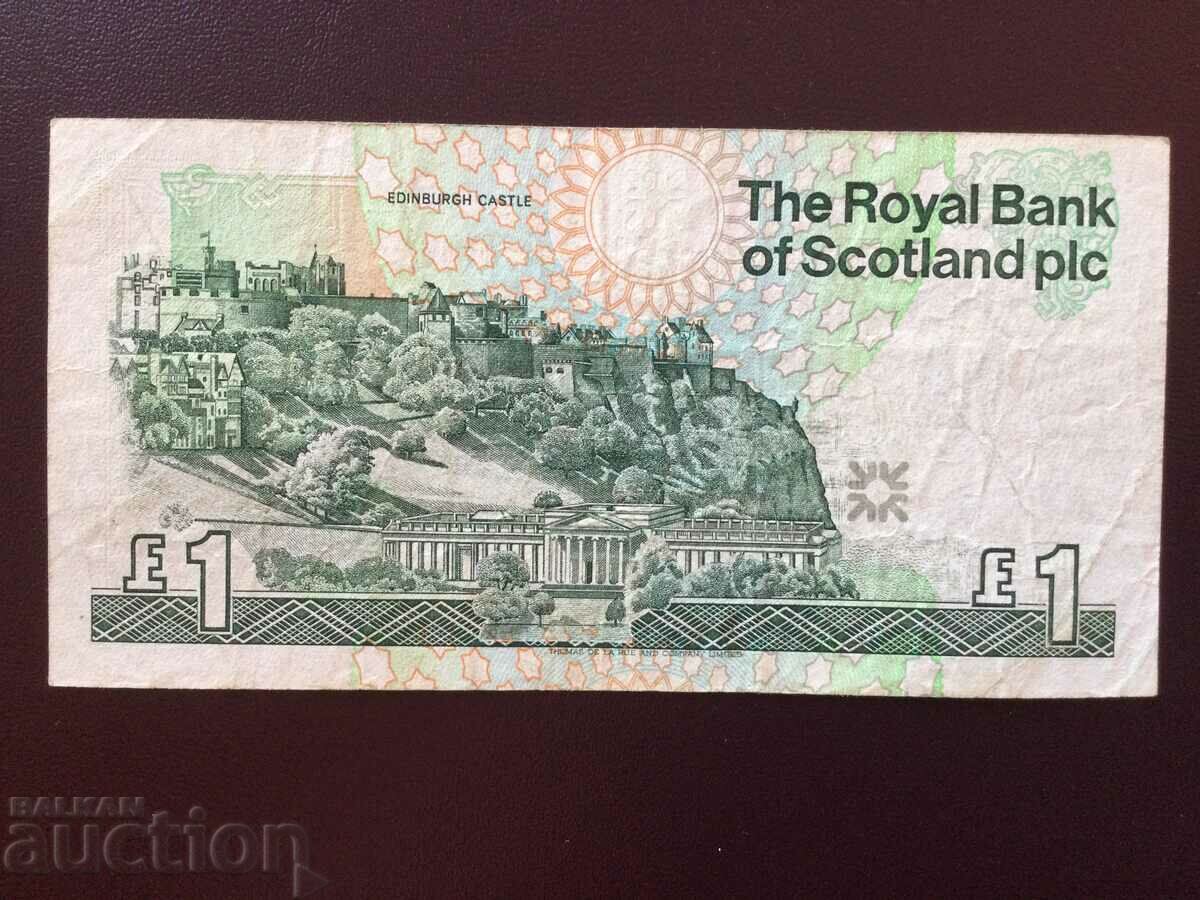 EDINBURGH CASTLE
The Royal Bank
of Scotland plc
£1
£1
THOMAS DE LA RUE AND COMPANY LIMITED
BALKAN
auction